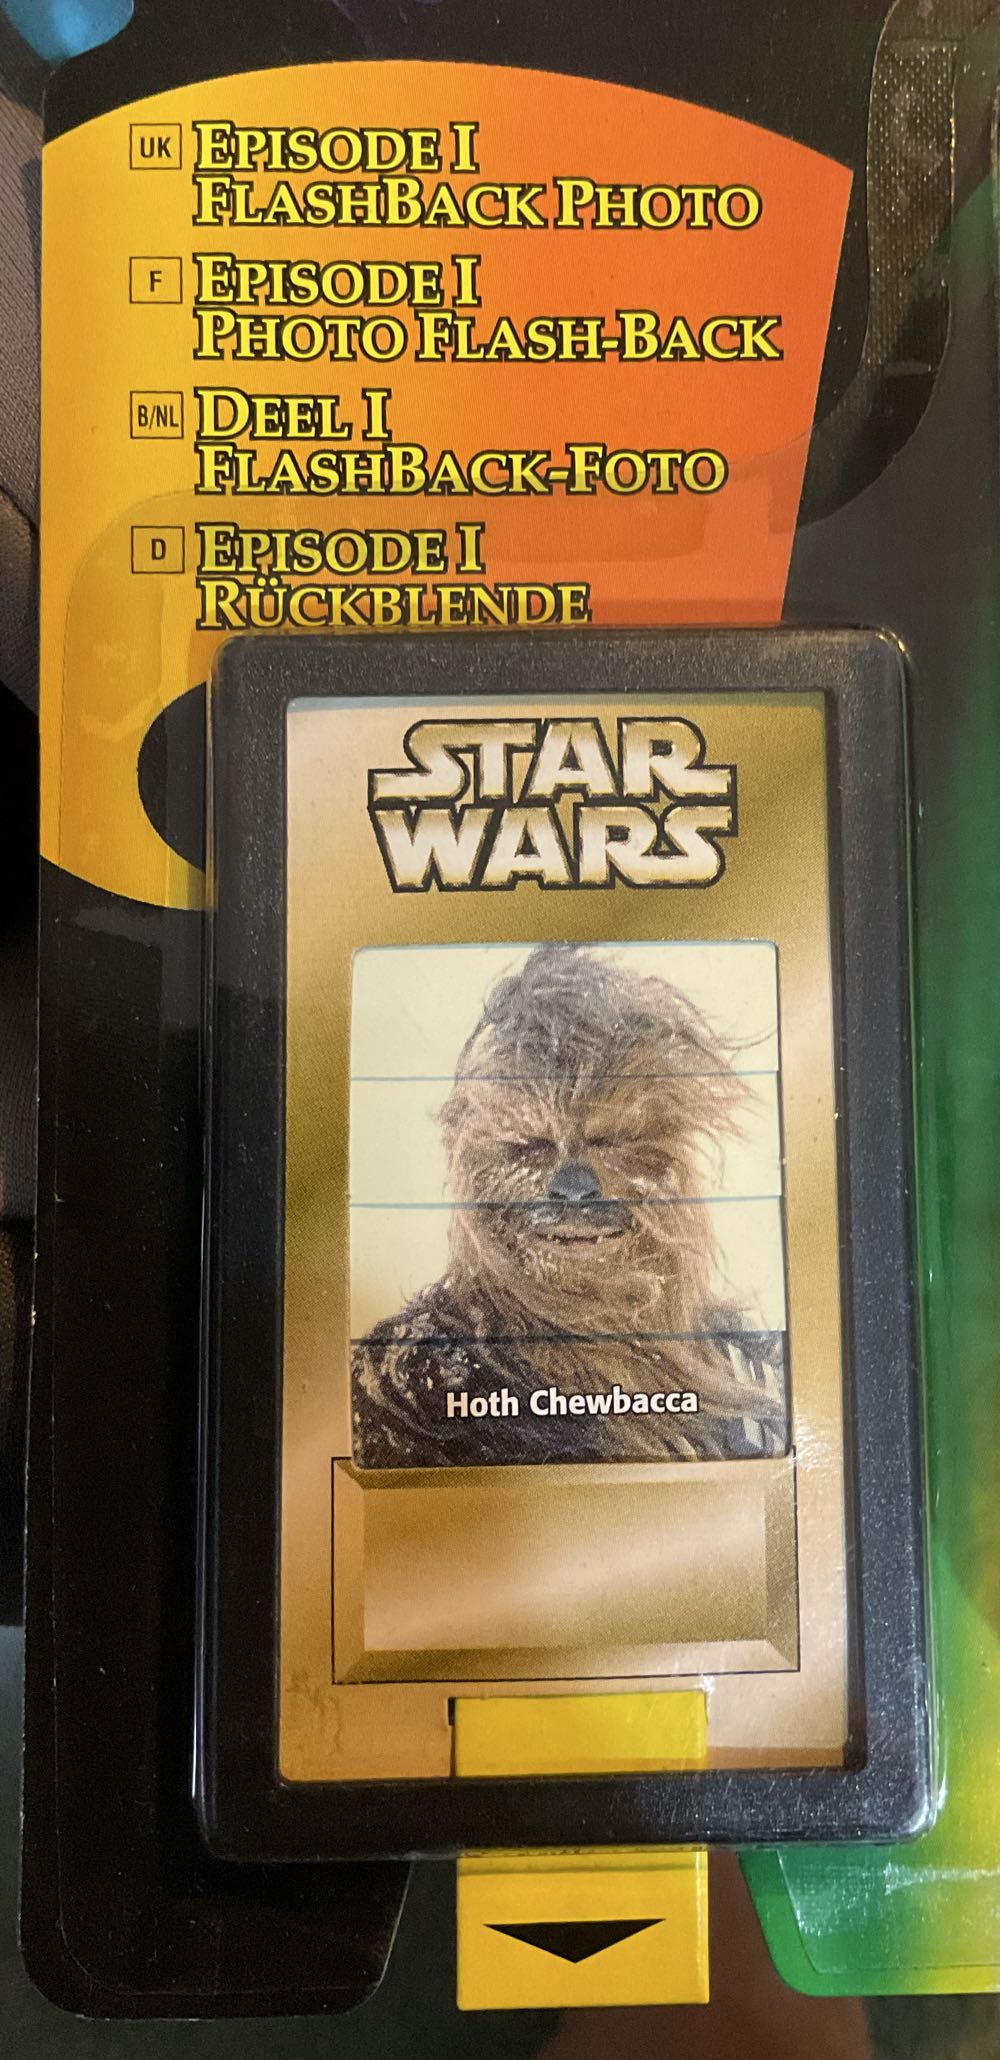 UK EPISODE I
FLASHBACK PHOTO
F EPISODE I
PHOTO FLASH-BACK
B/NL DEEL I
FLASHBACK-FOTO
D EPISODE I
RÜCKBLENDE
STAR
WARS
Hoth Chewbacca